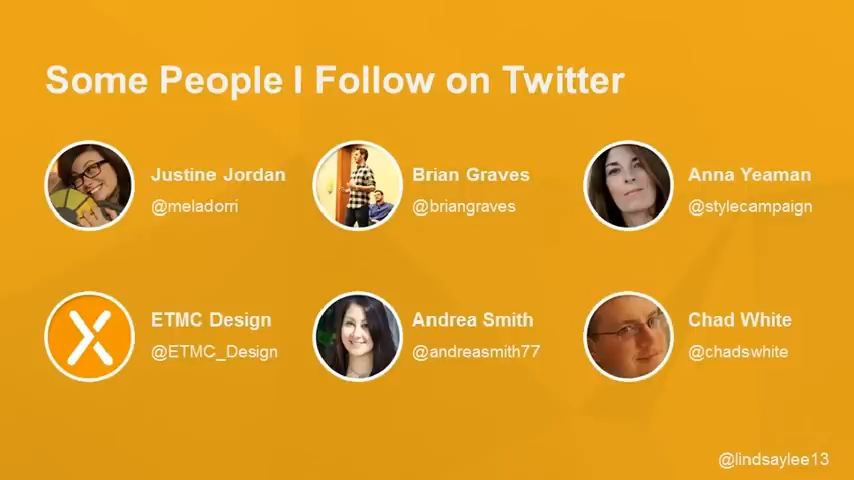 Some People I Follow on Twitter
Justine Jordan
@meladorri
Brian Graves
@briangraves
Anna Yeaman
@stylecampaign
ETMC Design
@ETMC_Design
Andrea Smith
@andreasmith77
Chad White
@chadswhite
@lindsaylee13